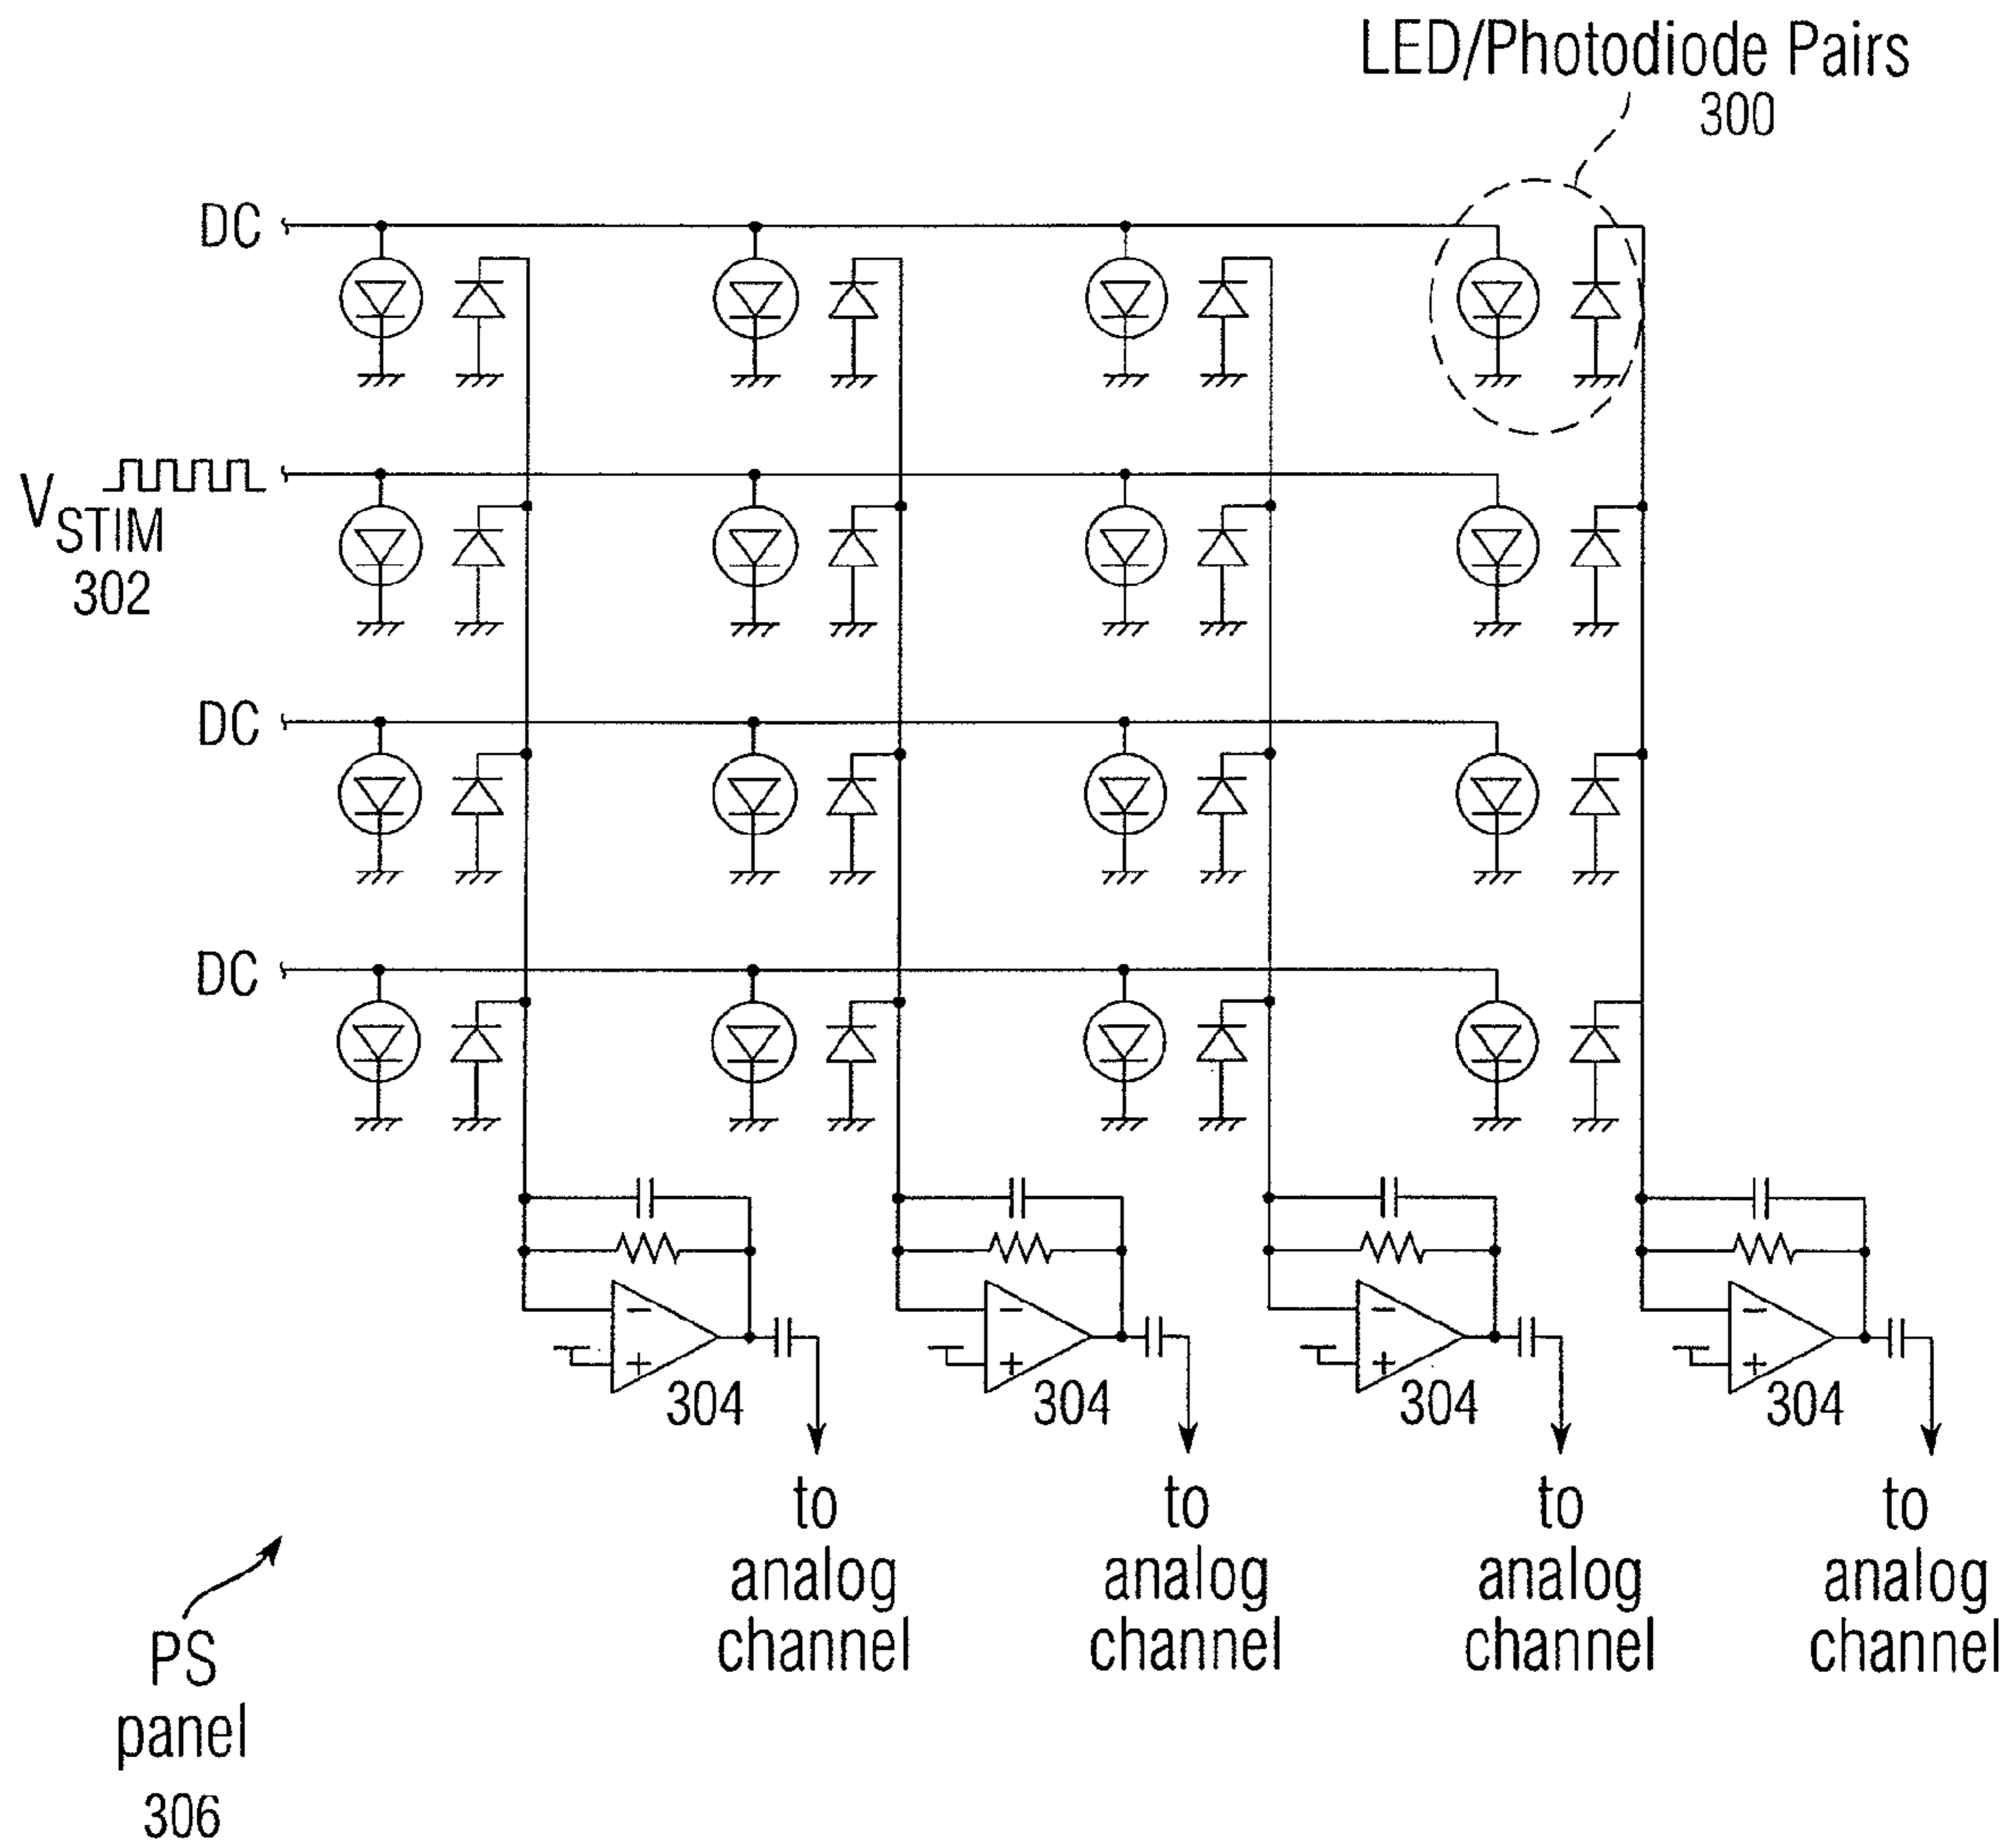 LED/Photodiode Pairs
300
DC
V STIM
302
DC
DC
304 304 304 304
to to to to
analog analog analog analog
channel channel channel channel
PS
panel
306